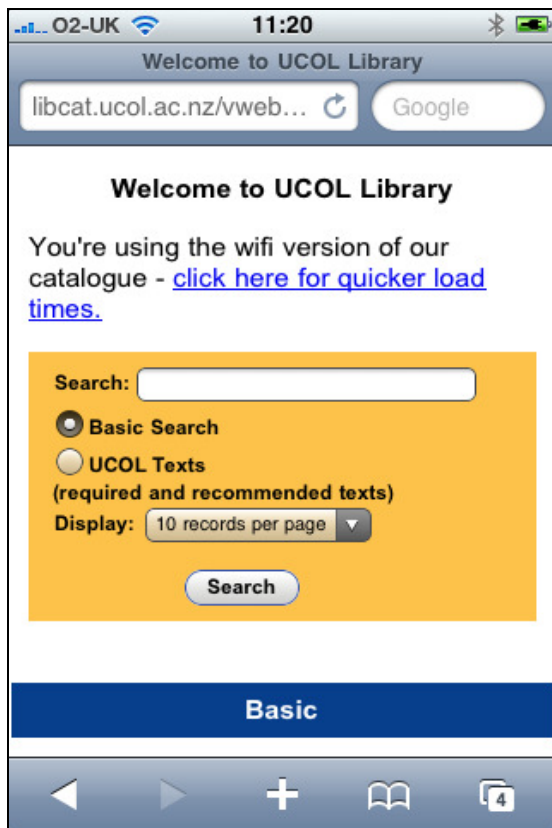 O2-UK 11:20
Welcome to UCOL Library
libcat.ucol.ac.nz/vweb... Google
Welcome to UCOL Library
You're using the wifi version of our
catalogue - click here for quicker load
times.
Search:
Basic Search
UCOL Texts
(required and recommended texts)
Display: 10 records per page
Search
Basic
4